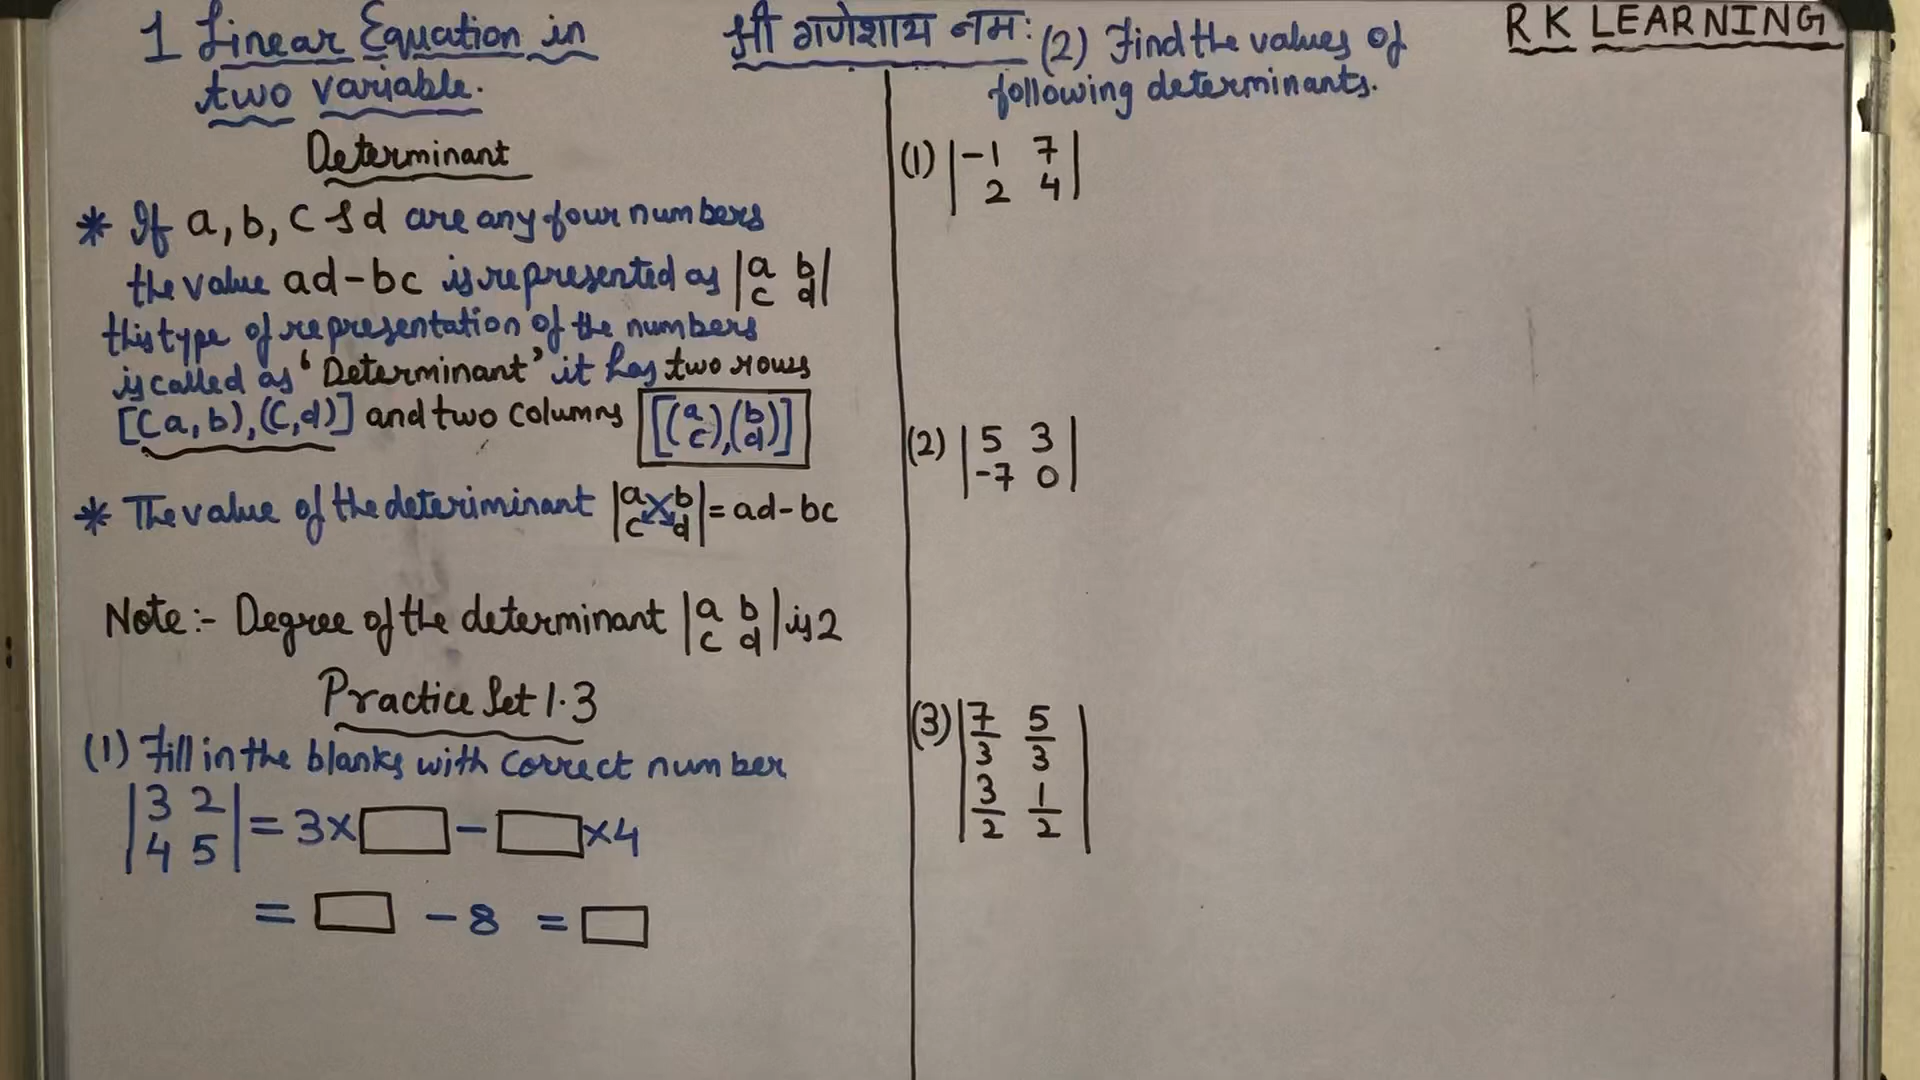 1 Linear Equation in
two variable.
Determinant
* If a, b, c & d are any four numbers
the value ad-bc is represented as |a b|
|c d|
this type of representation of the numbers
is called as 'Determinant' it has two rows
[(a,b),(c,d)] and two columns [(a c),(b d)]
* The value of the deteriminant |a b| = ad-bc
|c d|
Note:- Degree of the determinant |a b| is 2
|c d|
Practice Set 1.3
(1) Fill in the blanks with correct number
|3 2| = 3×□ - □×4
|4 5|
= □ - 8 = □
श्री गणेशाय नमः
(2) Find the values of
following determinants.
(1) |-1 7|
|2 4|
(2) |5 3|
|-7 0|
(3) |7/3 5/3|
|3/2 1/2|
R K LEARNING